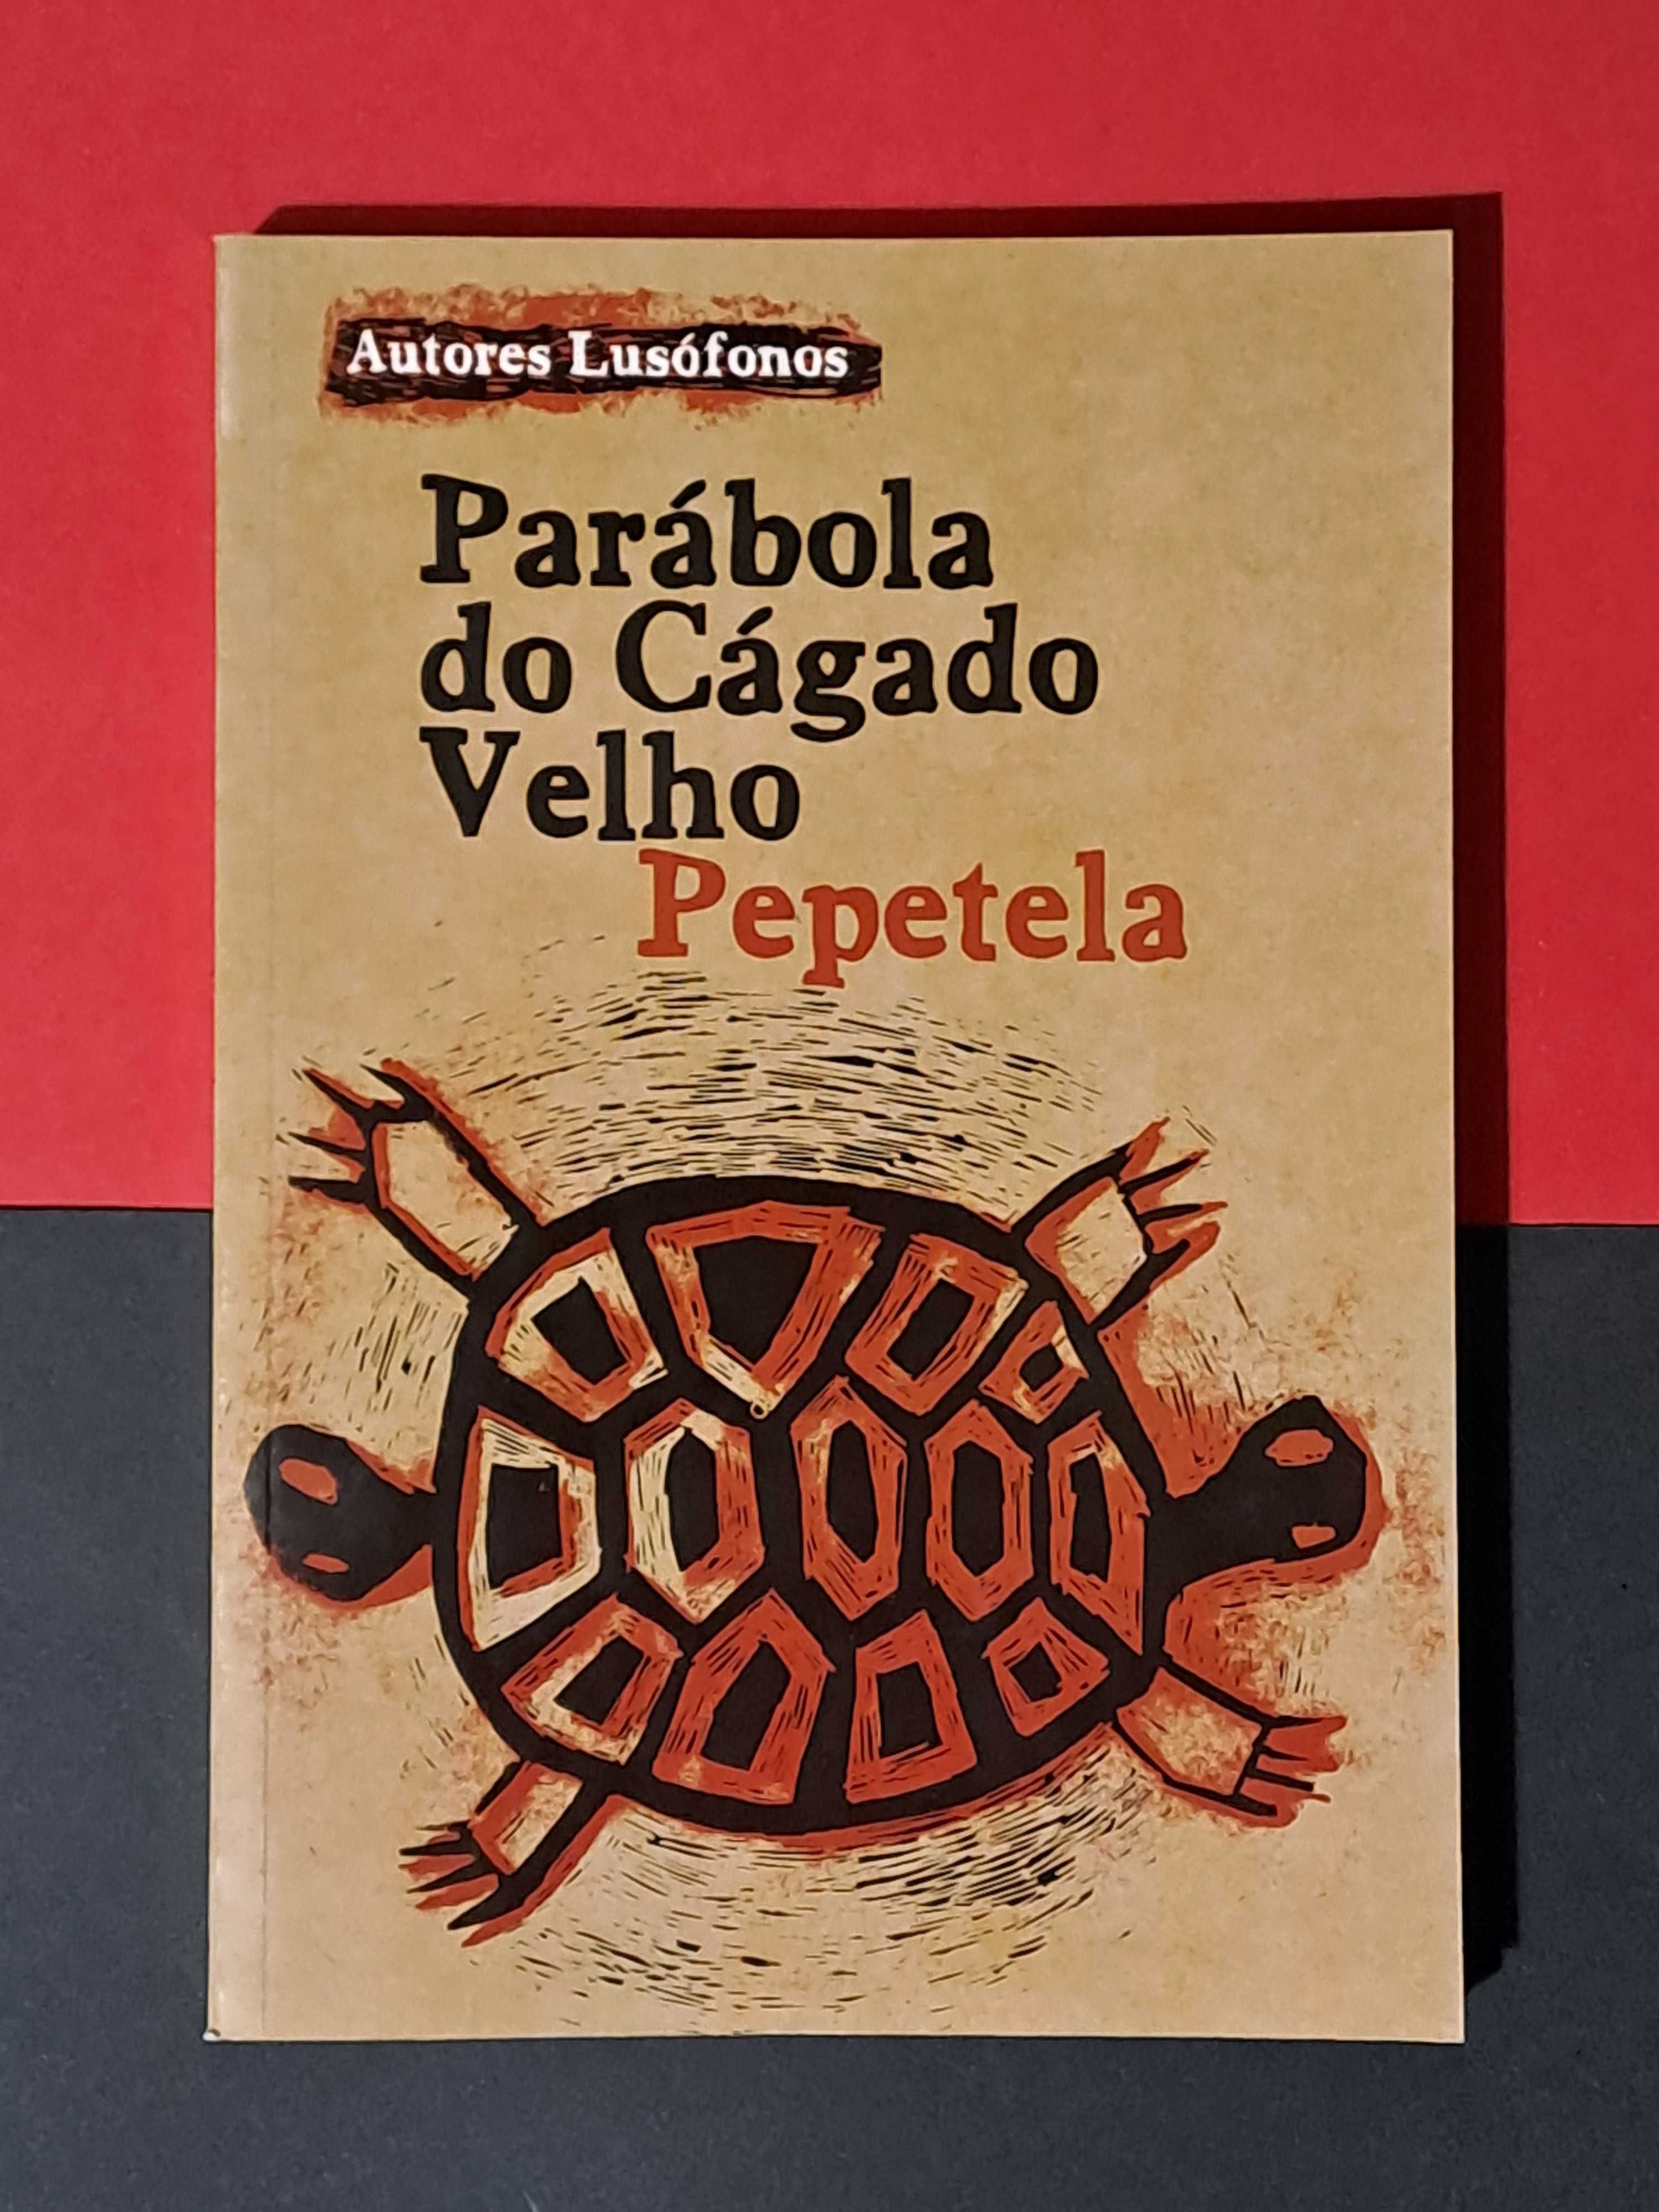 Autores Lusófonos
Parábola
do Cágado
Velho
Pepetela